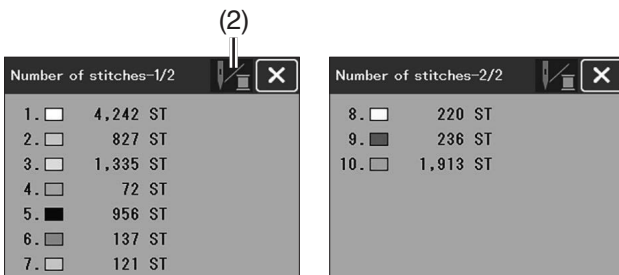 (2)
Number of stitches-1/2
1. 4,242 ST
2. 827 ST
3. 1,335 ST
4. 72 ST
5. 956 ST
6. 137 ST
7. 121 ST
Number of stitches-2/2
8. 220 ST
9. 236 ST
10. 1,913 ST